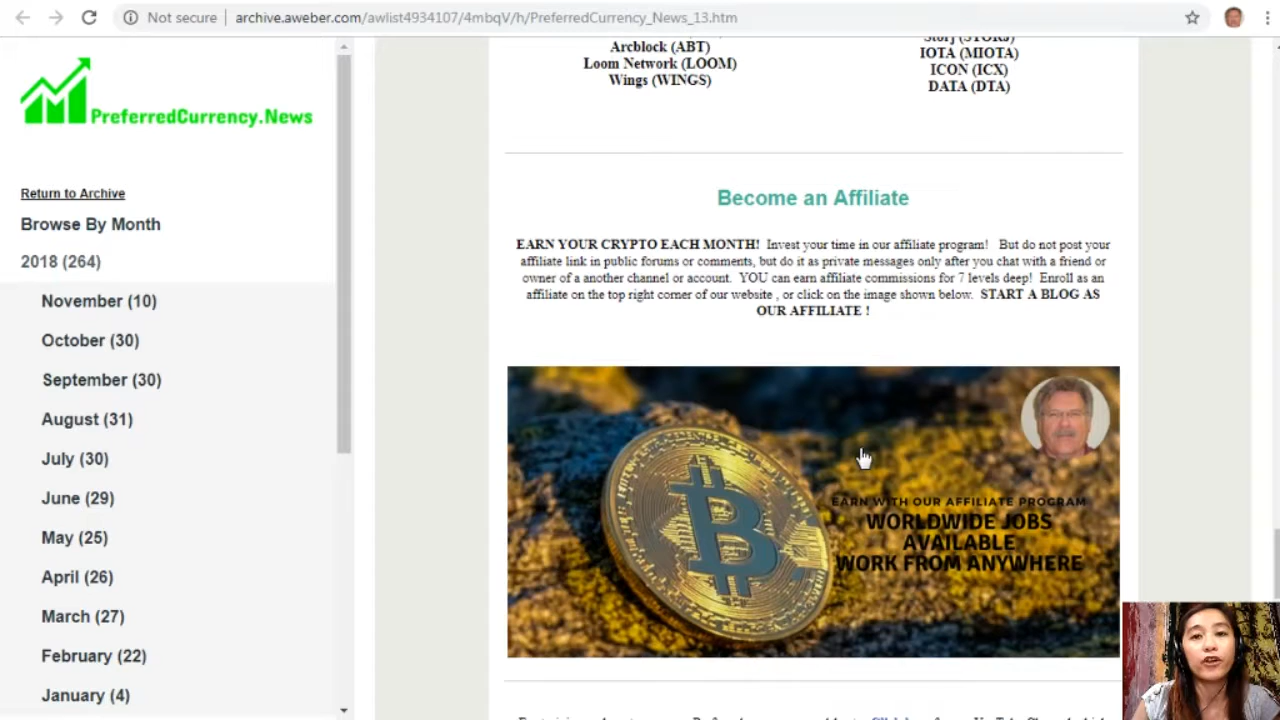 Not secure
archive.aweber.com/awlist4934107/4mbqV/h/PreferredCurrency_News_13.htm
PreferredCurrency.News
Return to Archive
Browse By Month
2018 (264)
November (10)
October (30)
September (30)
August (31)
July (30)
June (29)
May (25)
April (26)
March (27)
February (22)
January (4)
Arcblock (ABT)
Loom Network (LOOM)
Wings (WINGS)
Storj (STORJ)
IOTA (MIOTA)
ICON (ICX)
DATA (DTA)
Become an Affiliate
EARN YOUR CRYPTO EACH MONTH! Invest your time in our affiliate program! But do not post your
affiliate link in public forums or comments, but do it as private messages only after you chat with a friend or
owner of a another channel or account. YOU can earn affiliate commissions for 7 levels deep! Enroll as an
affiliate on the top right corner of our website , or click on the image shown below. START A BLOG AS
OUR AFFILIATE !
EARN WITH OUR AFFILIATE PROGRAM
WORLDWIDE JOBS
AVAILABLE
WORK FROM ANYWHERE